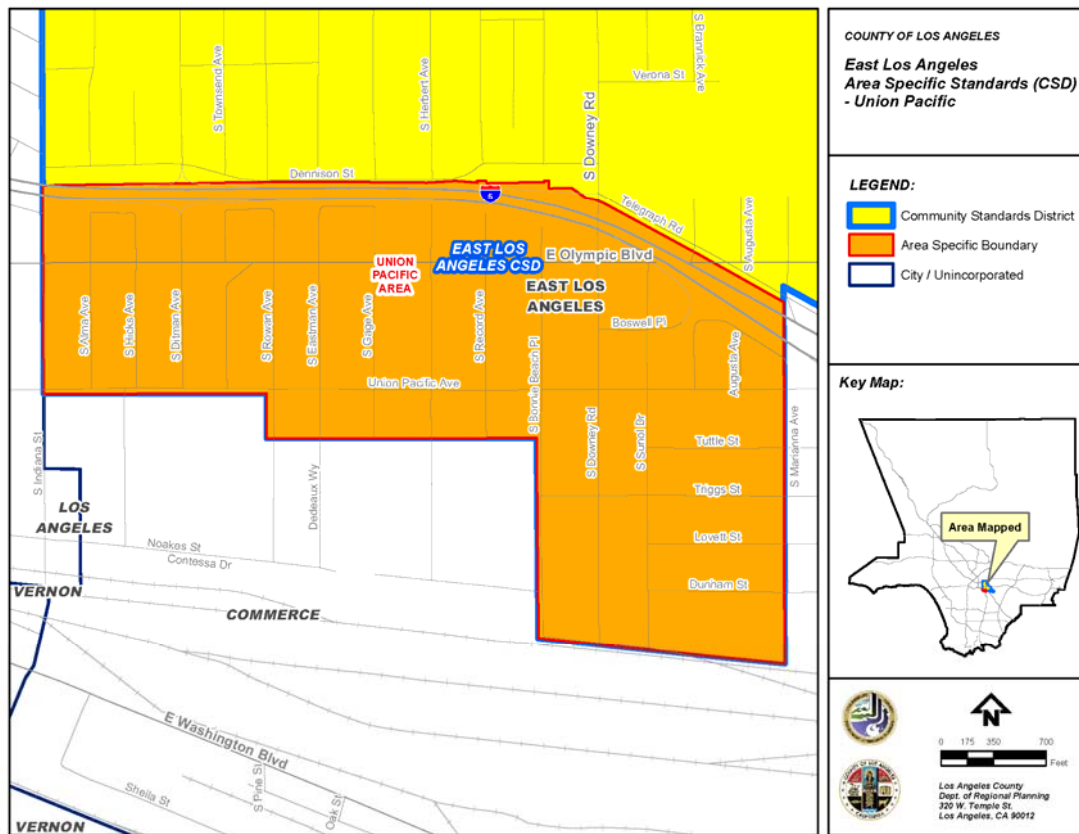 S Townsend Ave
S Herbert Ave
S Brannick Ave
Verona St
S Downey Rd
Dennison St
5
Telegraph Rd
S Augusta Ave
EAST LOS
ANGELES CSD
E Olympic Blvd
UNION
PACIFIC
AREA
EAST LOS
ANGELES
S Alma Ave
S Hicks Ave
S Ditman Ave
S Rowan Ave
S Eastman Ave
S Gage Ave
S Record Ave
S Bonnie Beach Pl
Boswell Pl
Augusta Ave
Union Pacific Ave
S Indiana St
Dedeaux Wy
S Downey Rd
S Sunol Dr
Tuttle St
S Marianna Ave
Triggs St
Lovett St
Dunham St
LOS
ANGELES
Noakes St
Contessa Dr
VERNON
COMMERCE
E Washington Blvd
S Pine St
Oak St
Sheila St
VERNON
COUNTY OF LOS ANGELES
East Los Angeles
Area Specific Standards (CSD)
- Union Pacific
LEGEND:
Community Standards District
Area Specific Boundary
City / Unincorporated
Key Map:
Area Mapped
N
0 175 350 700
Feet
Los Angeles County
Dept. of Regional Planning
320 W. Temple St.
Los Angeles, CA 90012